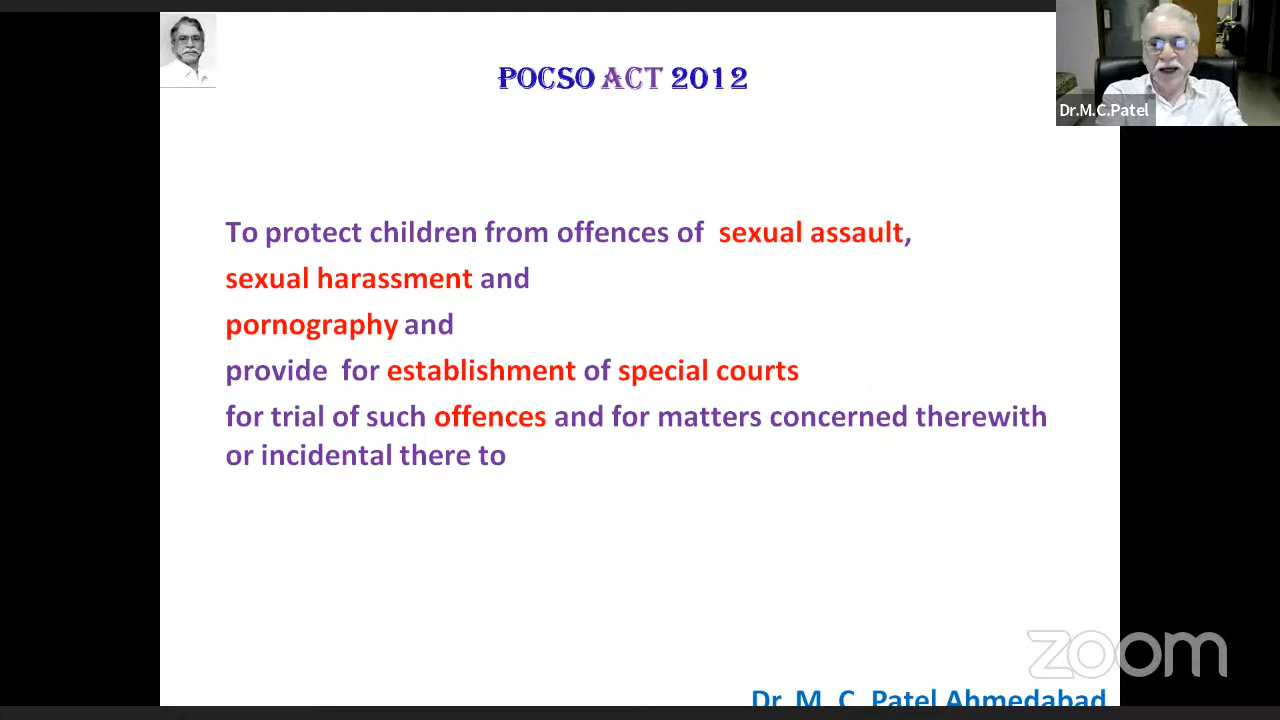 POCSO ACT 2012
Dr.M.C.Patel
To protect children from offences of sexual assault,
sexual harassment and
pornography and
provide for establishment of special courts
for trial of such offences and for matters concerned therewith
or incidental there to
zoom
Dr. M. C. Patel Ahmedabad